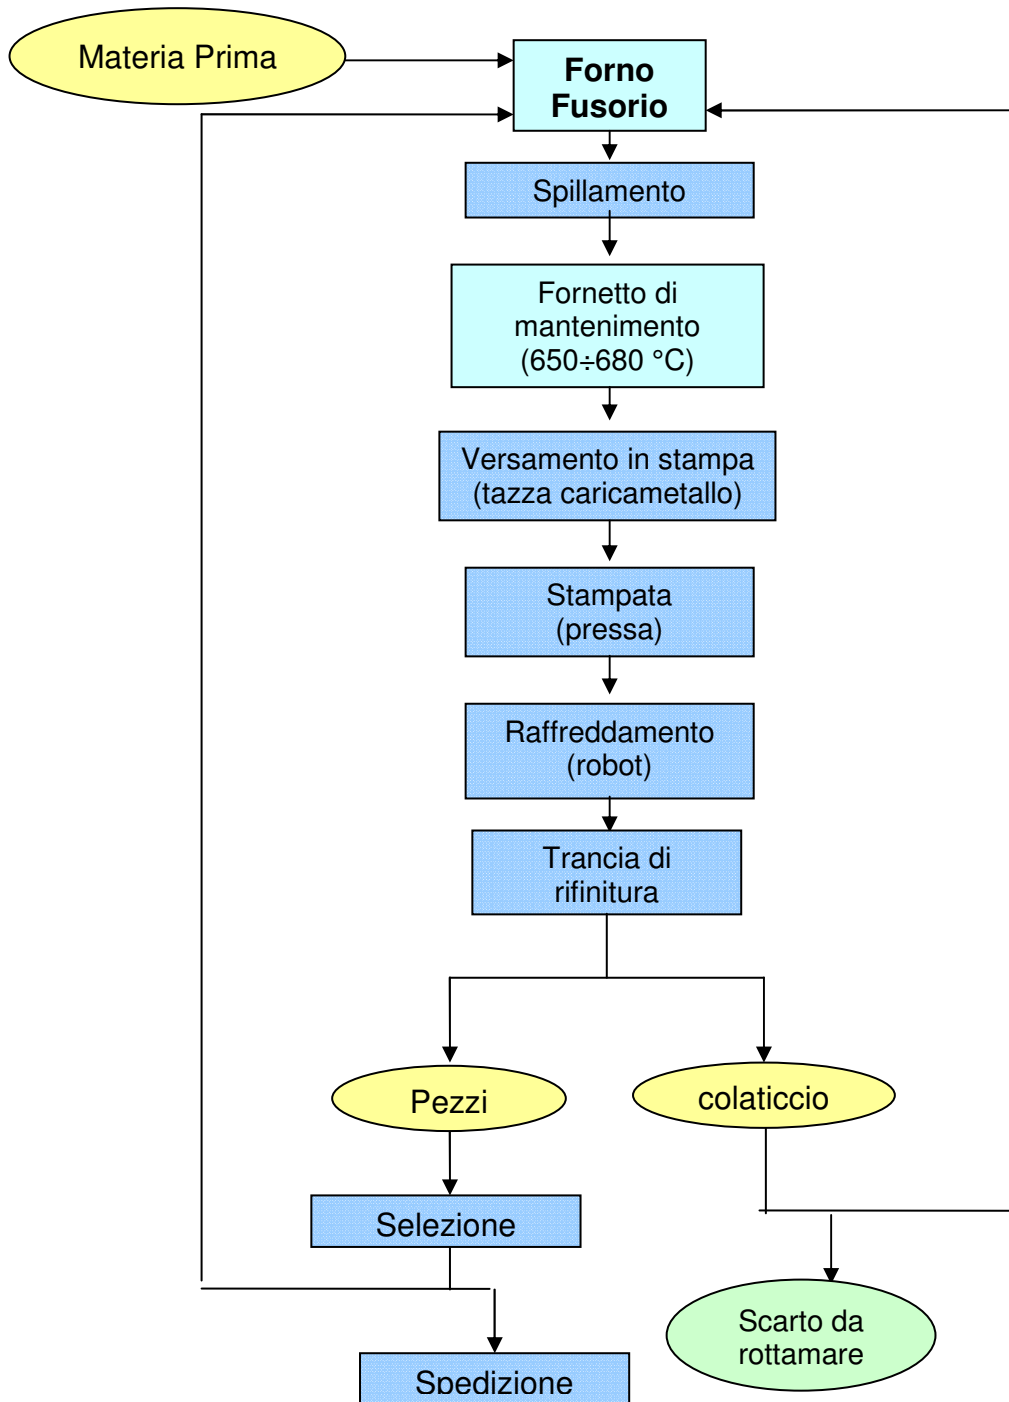 Materia Prima
Forno
Fusorio
Spillamento
Fornetto di
mantenimento
(650÷680 °C)
Versamento in stampa
(tazza caricametallo)
Stampata
(pressa)
Raffreddamento
(robot)
Trancia di
rifinitura
Pezzi
colaticcio
Selezione
Scarto da
rottamare
Spedizione